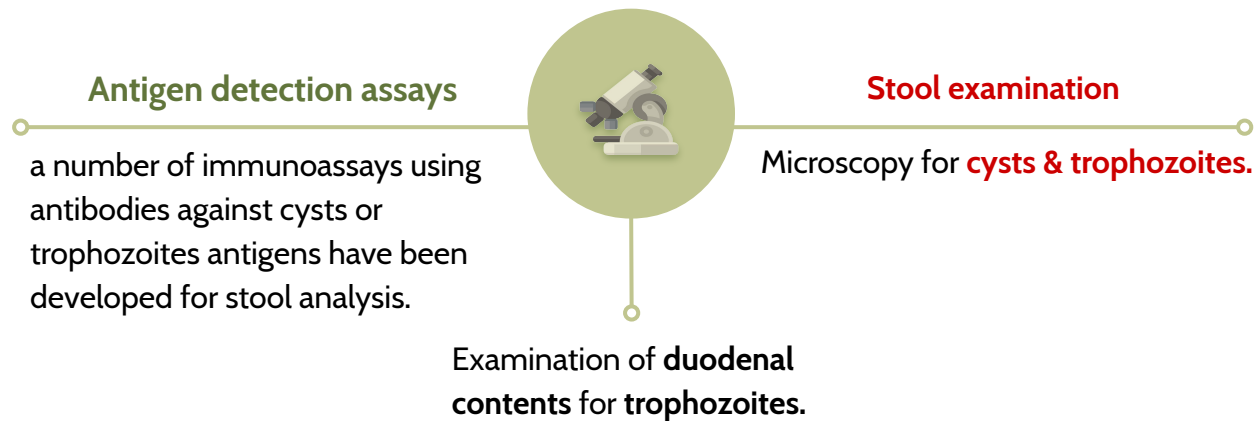 Antigen detection assays
a number of immunoassays using
antibodies against cysts or
trophozoites antigens have been
developed for stool analysis.
Stool examination
Microscopy for cysts & trophozoites.
Examination of duodenal
contents for trophozoites.